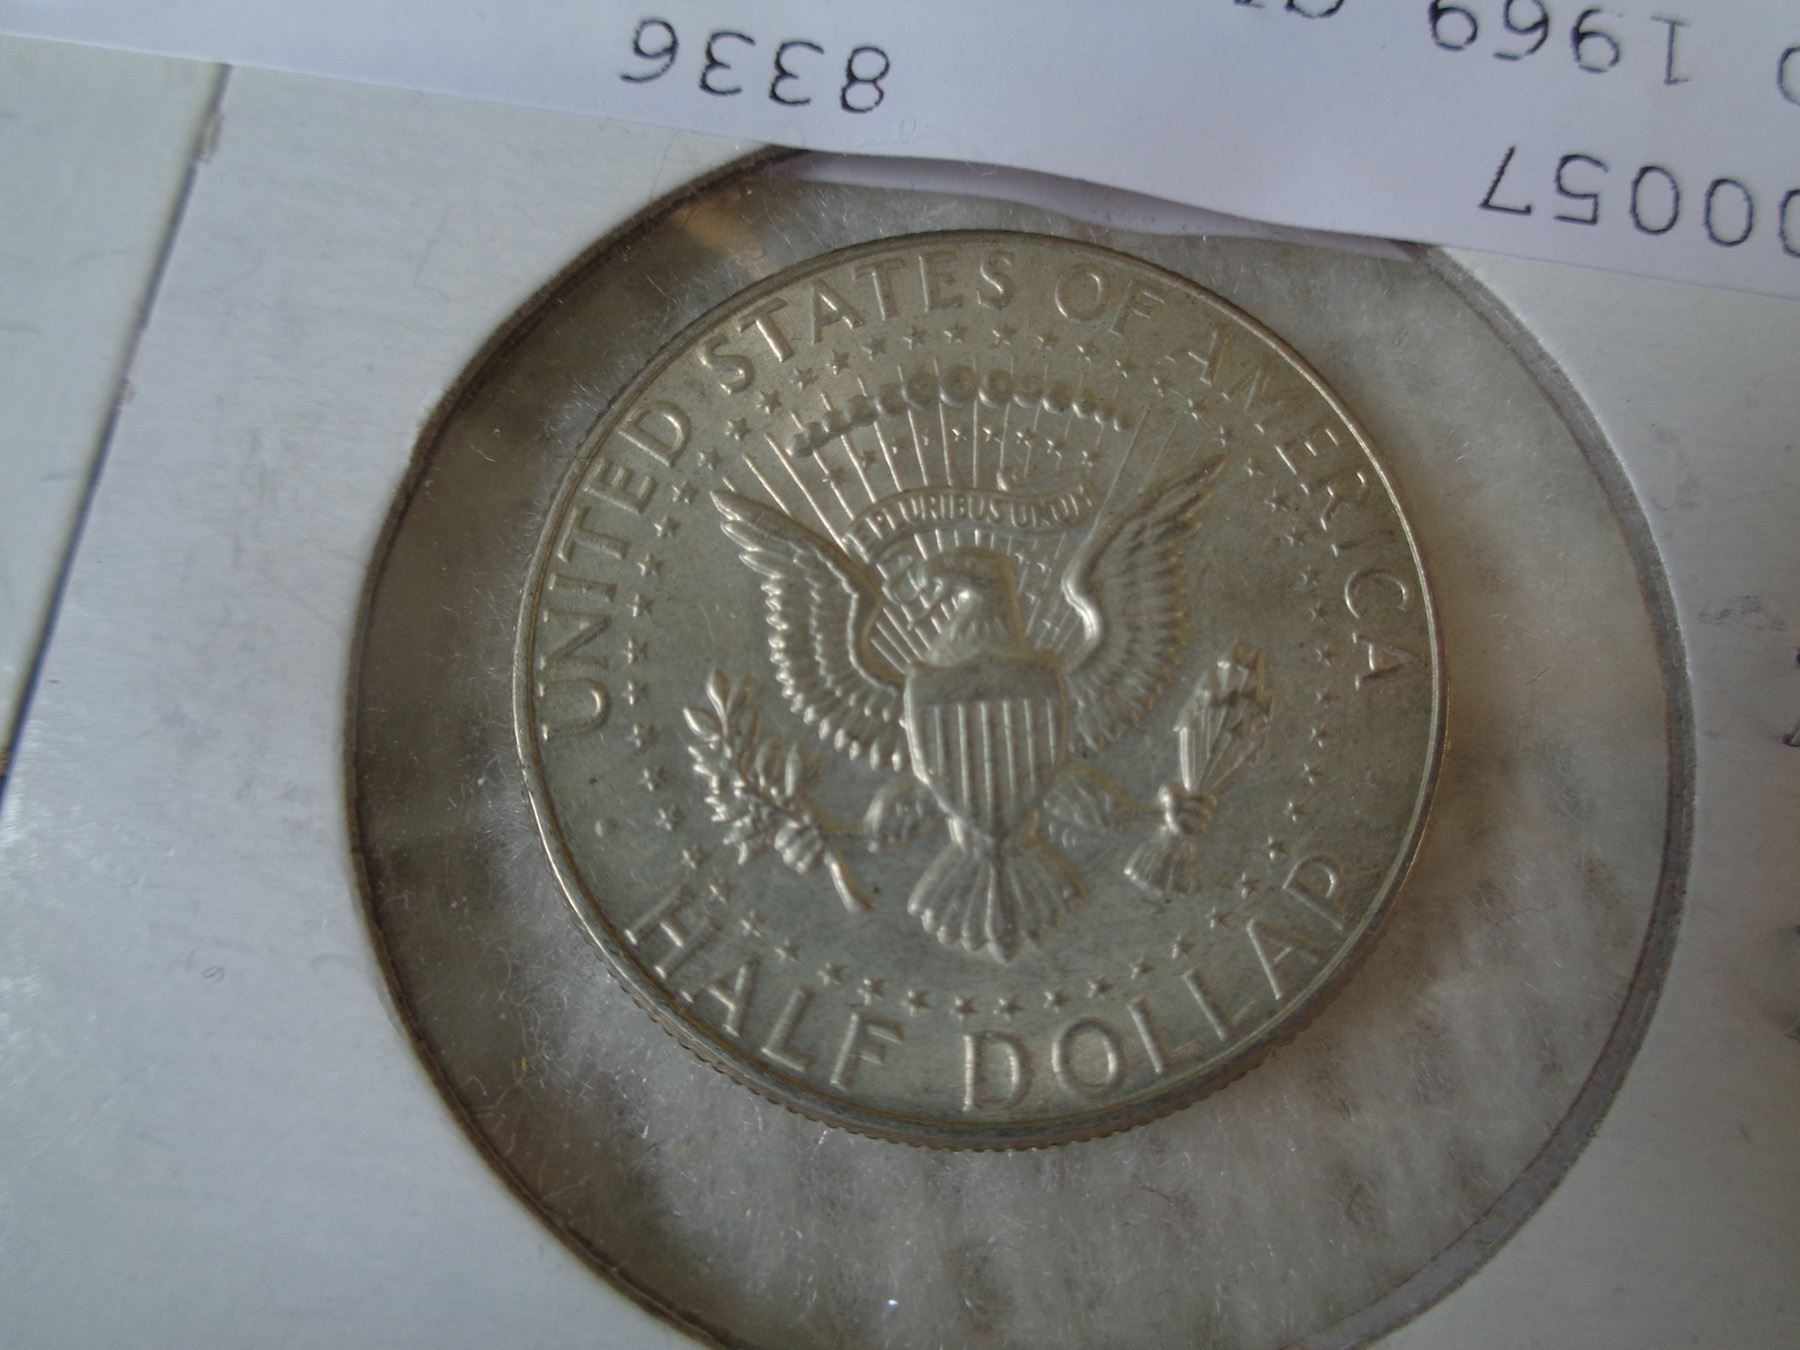 1969
8336
00057
UNITED STATES OF AMERICA
E PLURIBUS UNUM
HALF DOLLAR